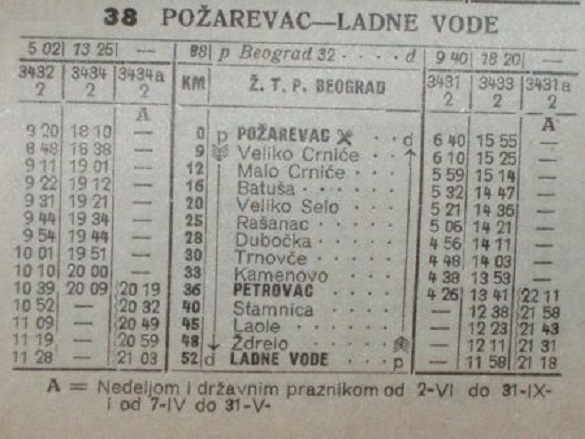 38 POŽAREVAC—LADNE VODE
5 02 13 25 — 88 p Beograd 32 . . . . d 9 40 18 20 —
3432 3434 3434a KM Ž. T. P. BEOGRAD 3431 3433 3431a
2 2 2 2 2 2
A A
9 20 18 10 — 0 p POŽAREVAC . . d 6 40 15 55 —
8 48 18 38 — 9 Veliko Crniće . . 6 10 15 25 —
9 11 19 01 — 12 Malo Crniće . . . 5 59 15 14 —
9 22 19 12 — 16 Batuša . . . . . 5 32 14 47 —
9 31 19 21 — 20 Veliko Selo . . . 5 21 14 36 —
9 44 19 34 — 25 Rašanac . . . . 5 06 14 21 —
9 54 19 44 — 28 Dubočka . . . . 4 56 14 11 —
10 01 19 51 — 30 Trnovče . . . . 4 48 14 03 —
10 10 20 00 — 33 Kamenovo . . . 4 38 13 53 —
10 39 20 09 20 19 36 PETROVAC . . . 4 26 13 41 22 11
10 52 — 20 32 40 Stamnica . . . . — 12 38 21 58
11 09 — 20 49 45 Laole . . . . . — 12 23 21 43
11 19 — 20 59 48 Ždrelo . . . . — 12 11 21 31
11 28 — 21 03 52 d LADNE VODE . . p — 11 58 21 18
A = Nedeljom i državnim praznikom od 2-VI do 31-IX-
i od 7-IV do 31-V-